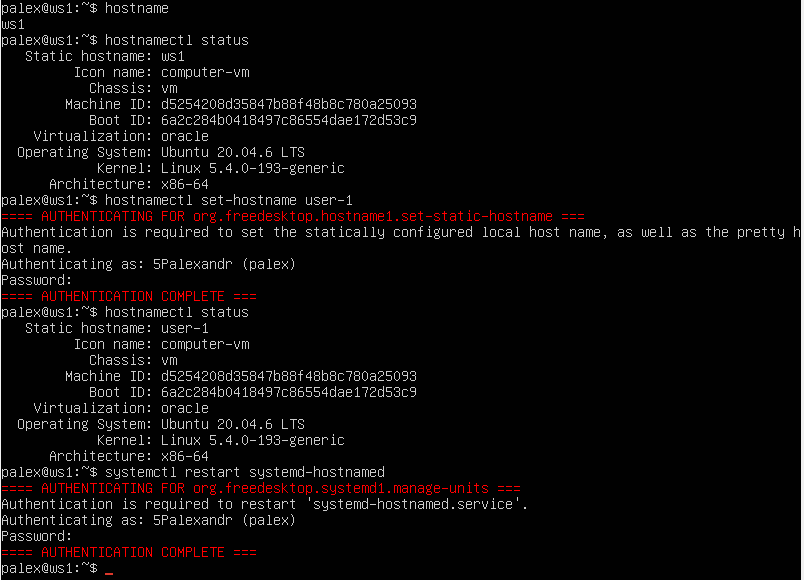 palex@ws1:~$ hostname
ws1
palex@ws1:~$ hostnamectl status
   Static hostname: ws1
         Icon name: computer-vm
           Chassis: vm
        Machine ID: d5254208d35847b88f48b8c780a25093
           Boot ID: 6a2c284b0418497c86554dae172d53c9
    Virtualization: oracle
  Operating System: Ubuntu 20.04.6 LTS
            Kernel: Linux 5.4.0-193-generic
      Architecture: x86-64
palex@ws1:~$ hostnamectl set-hostname user-1
==== AUTHENTICATING FOR org.freedesktop.hostname1.set-static-hostname ===
Authentication is required to set the statically configured local host name, as well as the pretty h
ost name.
Authenticating as: 5Palexandr (palex)
Password:
==== AUTHENTICATION COMPLETE ===
palex@ws1:~$ hostnamectl status
   Static hostname: user-1
         Icon name: computer-vm
           Chassis: vm
        Machine ID: d5254208d35847b88f48b8c780a25093
           Boot ID: 6a2c284b0418497c86554dae172d53c9
    Virtualization: oracle
  Operating System: Ubuntu 20.04.6 LTS
            Kernel: Linux 5.4.0-193-generic
      Architecture: x86-64
palex@ws1:~$ systemctl restart systemd-hostnamed
==== AUTHENTICATING FOR org.freedesktop.systemd1.manage-units ===
Authentication is required to restart 'systemd-hostnamed.service'.
Authenticating as: 5Palexandr (palex)
Password:
==== AUTHENTICATION COMPLETE ===
palex@ws1:~$ _